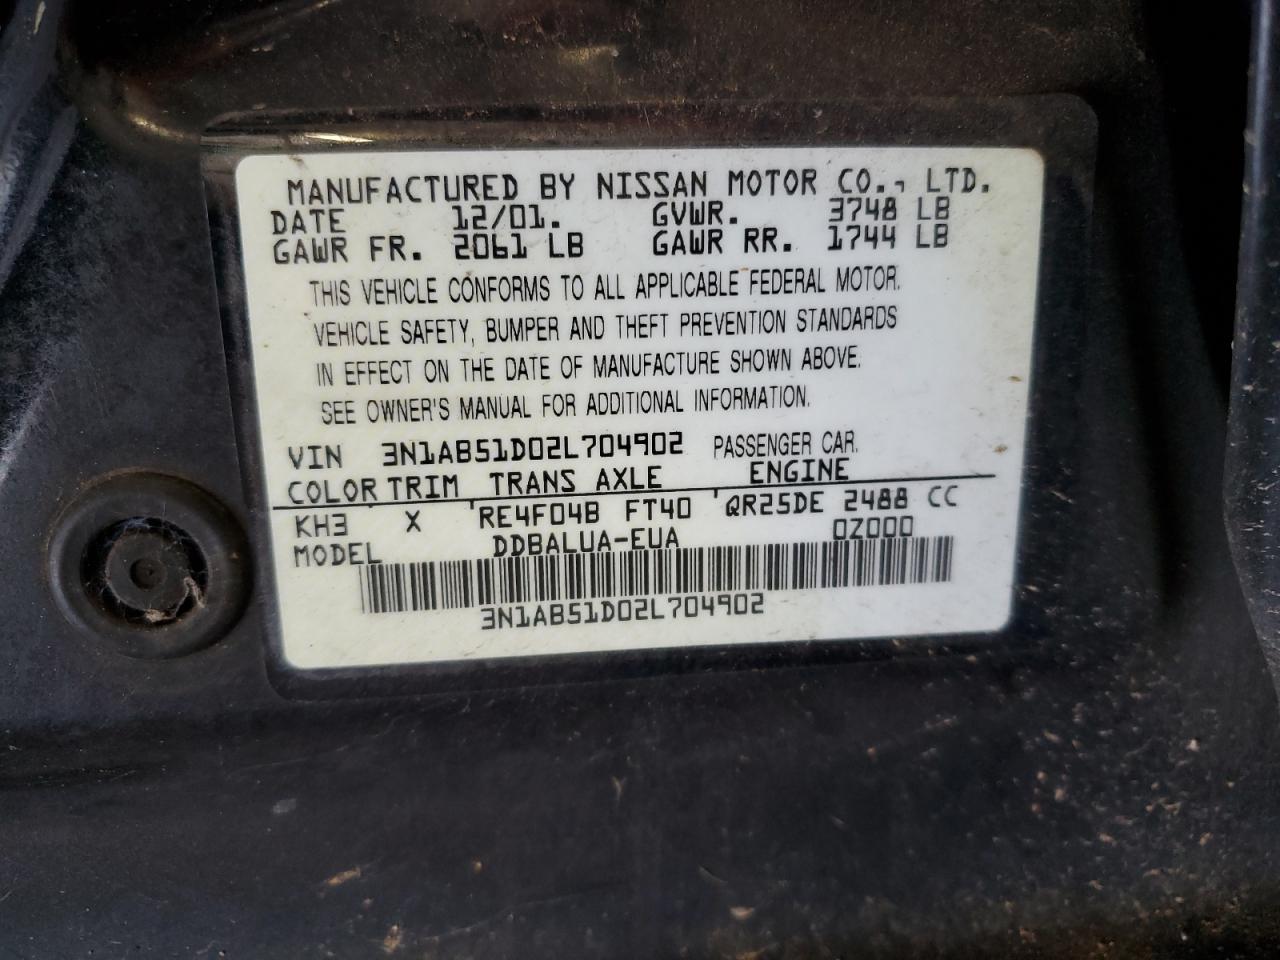 MANUFACTURED BY NISSAN MOTOR CO., LTD.
DATE 12/01. GVWR. 3748 LB
GAWR FR. 2061 LB GAWR RR. 1744 LB
THIS VEHICLE CONFORMS TO ALL APPLICABLE FEDERAL MOTOR.
VEHICLE SAFETY, BUMPER AND THEFT PREVENTION STANDARDS
IN EFFECT ON THE DATE OF MANUFACTURE SHOWN ABOVE.
SEE OWNER'S MANUAL FOR ADDITIONAL INFORMATION.
VIN 3N1AB51D02L704902 PASSENGER CAR.
COLOR TRIM TRANS AXLE ENGINE
KH3 X RE4F04B FT40 QR25DE 2488 CC
MODEL DDBALUA-EUA 0Z000
3N1AB51D02L704902